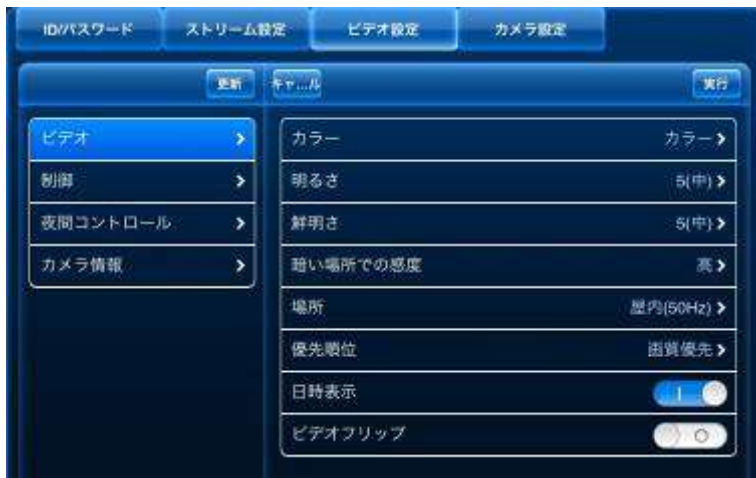 ID/パスワード ストリーム設定 ビデオ設定 カメラ設定
更新 キャ...ル 実行
ビデオ
制御
夜間コントロール
カメラ情報
カラー カラー
明るさ 5(中)
鮮明さ 5(中)
暗い場所での感度 高
場所 屋内(50Hz)
優先順位 画質優先
日時表示
ビデオフリップ